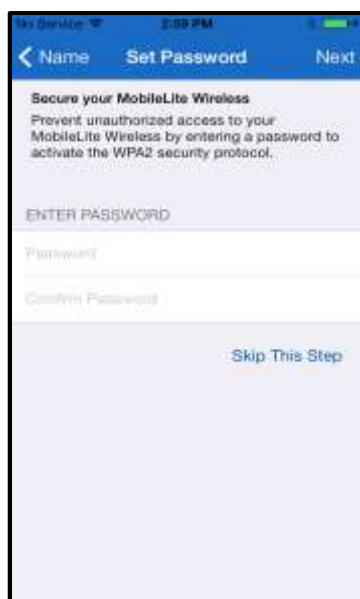 No Service 2:59 PM
Name Set Password Next
Secure your MobileLite Wireless
Prevent unauthorized access to your
MobileLite Wireless by entering a password to
activate the WPA2 security protocol.
ENTER PASSWORD
Password
Confirm Password
Skip This Step